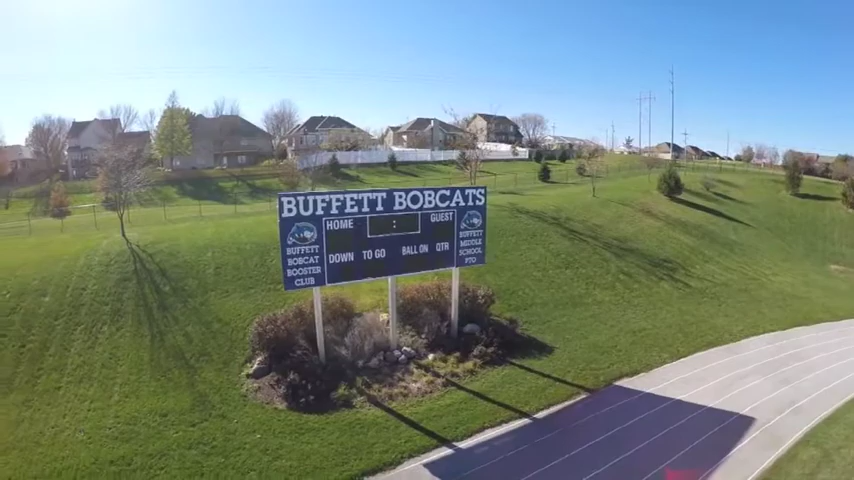 BUFFETT BOBCATS
HOME
GUEST
BUFFETT
BOBCAT
BOOSTER
CLUB
DOWN TO GO BALL ON QTR
BUFFETT
MIDDLE
SCHOOL
PTO